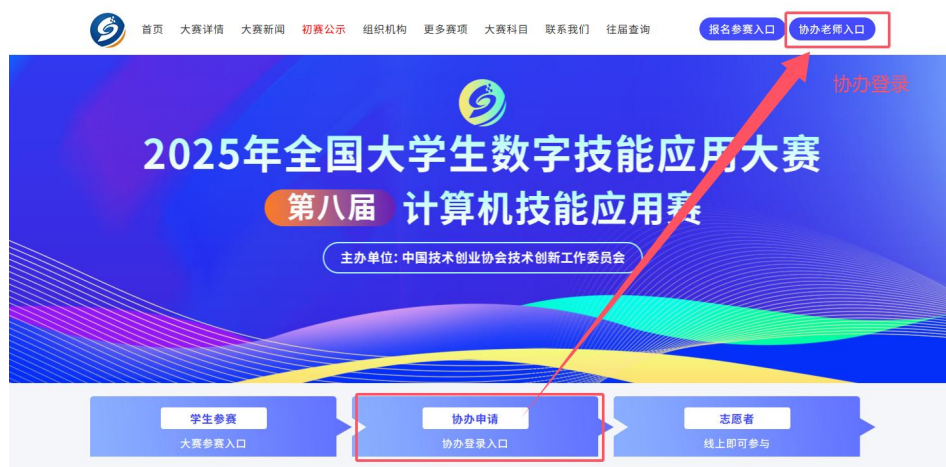 首页 大赛详情 大赛新闻 初赛公示 组织机构 更多赛项 大赛科目 联系我们 往届查询 报名参赛入口 协办老师入口
协办登录
2025年全国大学生数字技能应用大赛
第八届 计算机技能应用赛
主办单位:中国技术创业协会技术创新工作委员会
学生参赛 协办申请 志愿者
大赛参赛入口 协办登录入口 线上即可参与